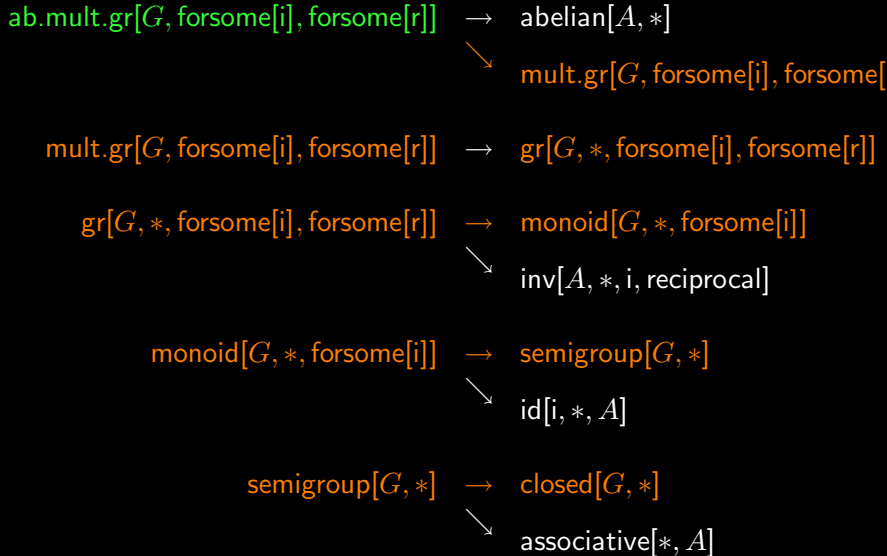 ab.mult.gr[G, forsome[i], forsome[r]] → abelian[A, *]
↘ mult.gr[G, forsome[i], forsome[
mult.gr[G, forsome[i], forsome[r]] → gr[G, *, forsome[i], forsome[r]]
gr[G, *, forsome[i], forsome[r]] → monoid[G, *, forsome[i]]
↘ inv[A, *, i, reciprocal]
monoid[G, *, forsome[i]] → semigroup[G, *]
↘ id[i, *, A]
semigroup[G, *] → closed[G, *]
↘ associative[*, A]